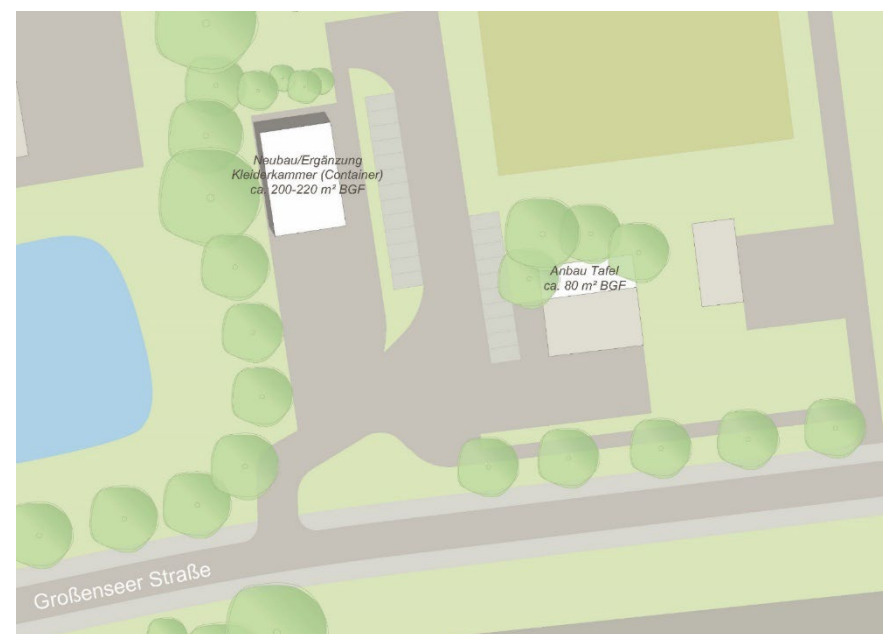 Neubau/Ergänzung
Kleiderkammer (Container)
ca. 200-220 m² BGF
Anbau Tafel
ca. 80 m² BGF
Großenseer Straße